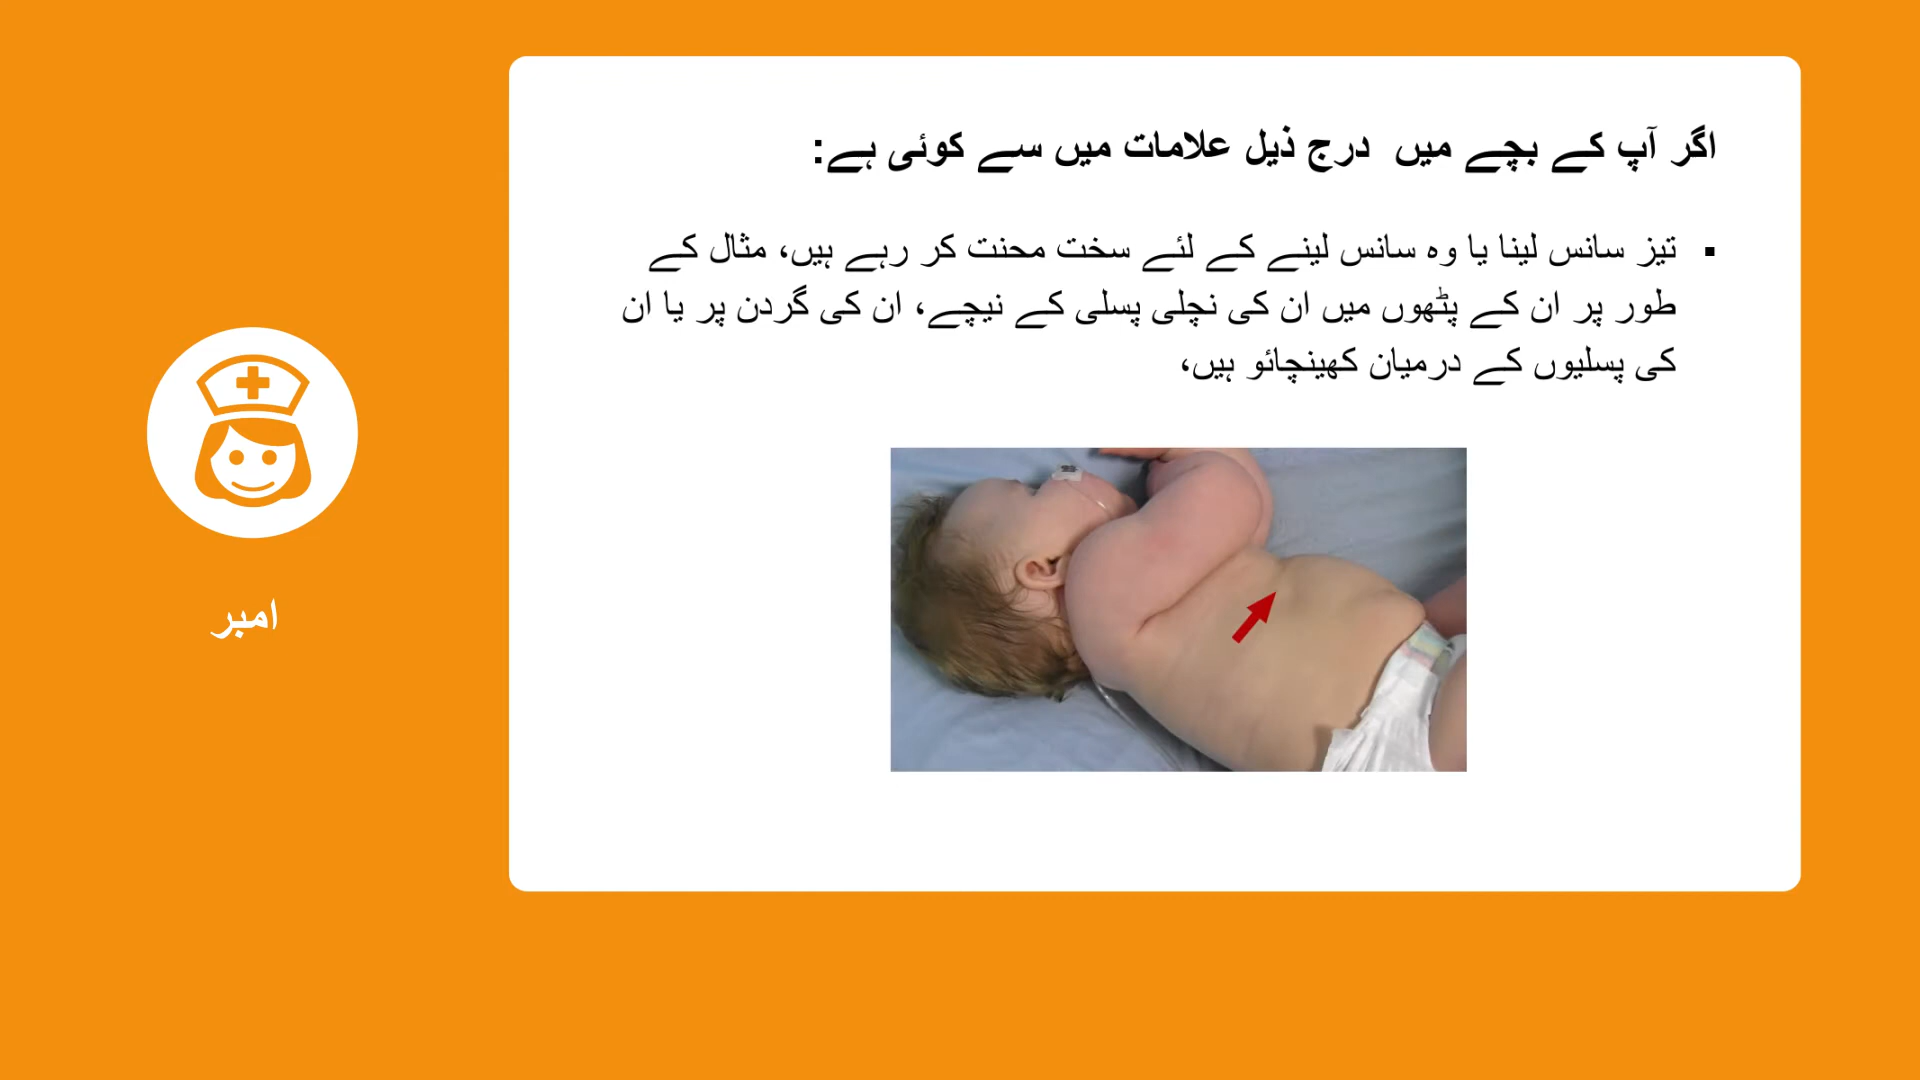 اگر آپ کے بچے میں درج ذیل علامات میں سے کوئی ہے:
▪ تیز سانس لینا یا وہ سانس لینے کے لئے سخت محنت کر رہے ہیں، مثال کے
طور پر ان کے پٹھوں میں ان کی نچلی پسلی کے نیچے، ان کی گردن پر یا ان
کی پسلیوں کے درمیان کھینچائو ہیں،
امبر